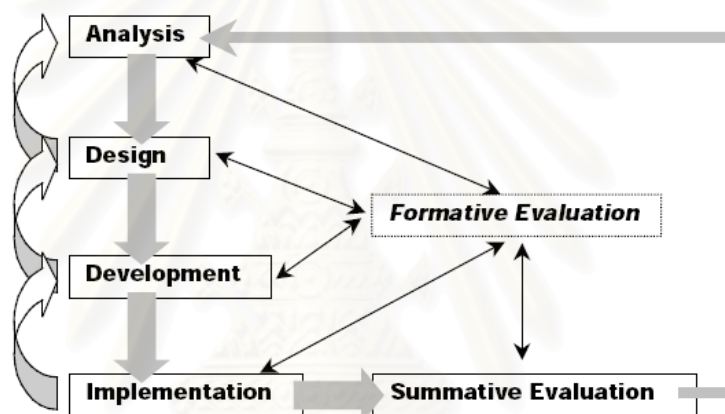 Analysis
Design
Formative Evaluation
Development
Implementation
Summative Evaluation